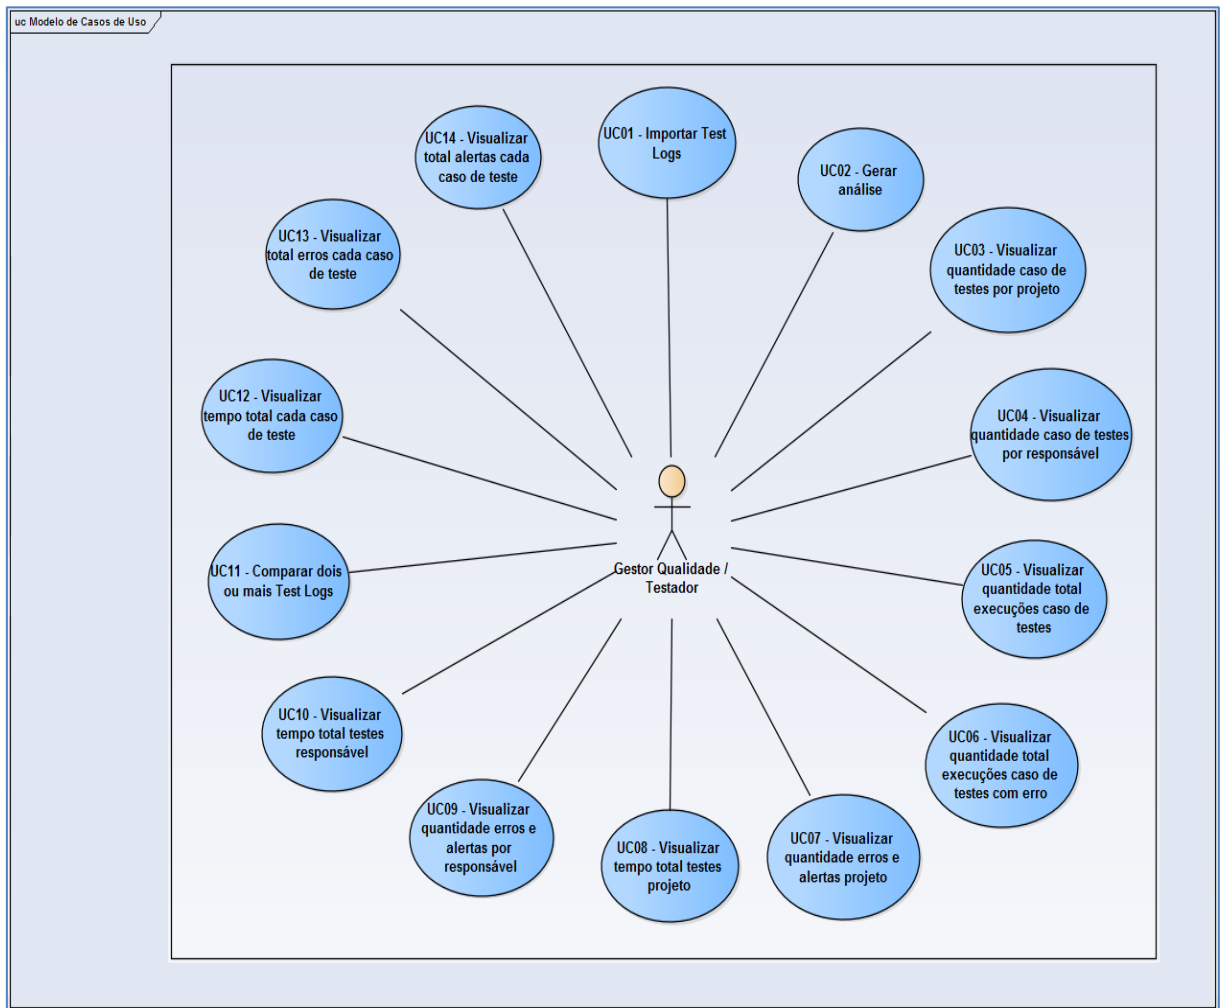 uc Modelo de Casos de Uso
UC01 - Importar Test
Logs
UC02 - Gerar
análise
UC03 - Visualizar
quantidade caso de
testes por projeto
UC04 - Visualizar
quantidade caso de testes
por responsável
UC05 - Visualizar
quantidade total
execuções caso de
testes
UC06 - Visualizar
quantidade total
execuções caso de
testes com erro
UC07 - Visualizar
quantidade erros e
alertas projeto
UC08 - Visualizar
tempo total testes
projeto
UC09 - Visualizar
quantidade erros e
alertas por
responsável
UC10 - Visualizar
tempo total testes
responsável
UC11 - Comparar dois
ou mais Test Logs
UC12 - Visualizar
tempo total cada caso
de teste
UC13 - Visualizar
total erros cada caso
de teste
UC14 - Visualizar
total alertas cada
caso de teste
Gestor Qualidade /
Testador